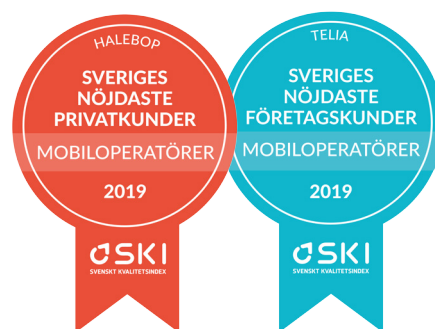 HALEBOP
SVERIGES
NÖJDASTE
PRIVATKUNDER
MOBILOPERATÖRER
2019
SKI
SVENSKT KVALITETSINDEX
TELIA
SVERIGES
NÖJDASTE
FÖRETAGSKUNDER
MOBILOPERATÖRER
2019
SKI
SVENSKT KVALITETSINDEX